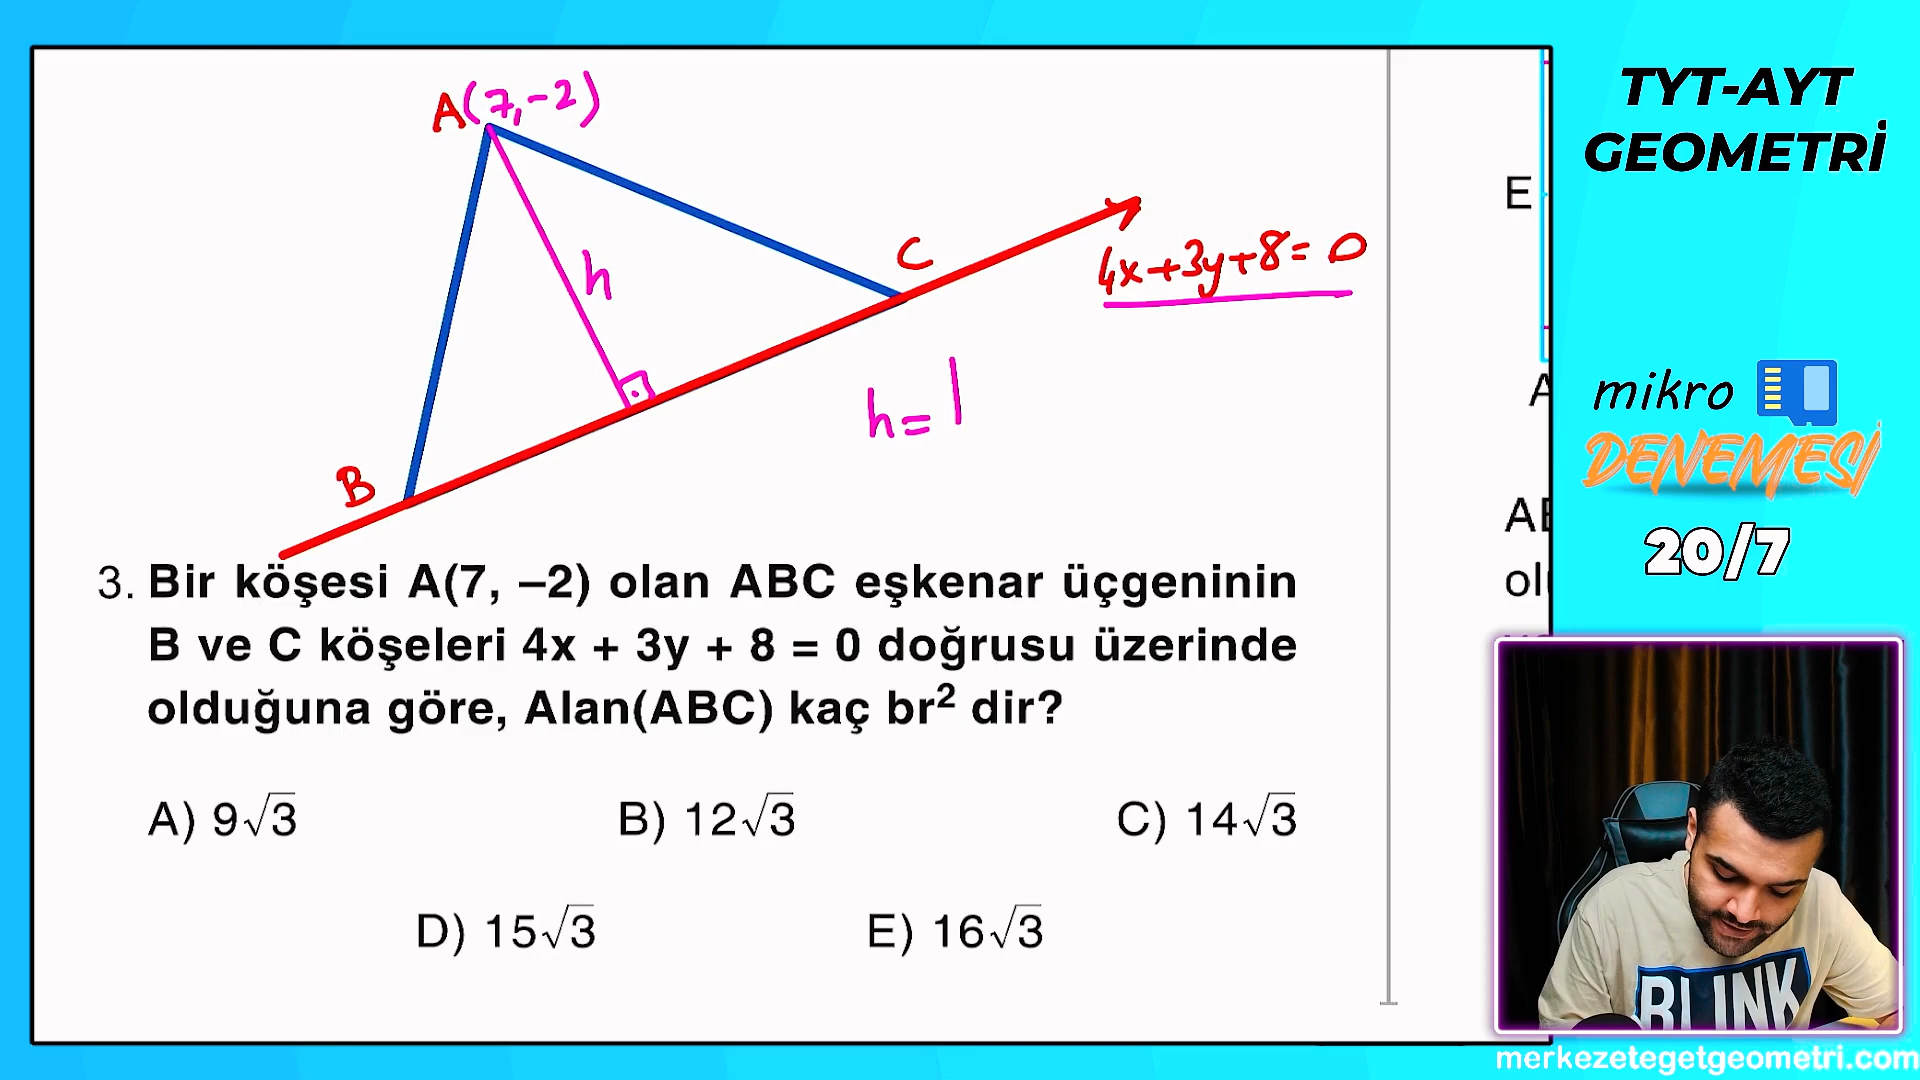 A(7,-2)
C
4x+3y+8=0
h
h=
B
3. Bir köşesi A(7, –2) olan ABC eşkenar üçgeninin
B ve C köşeleri 4x + 3y + 8 = 0 doğrusu üzerinde
olduğuna göre, Alan(ABC) kaç br² dir?
A) 9√3
B) 12√3
C) 14√3
D) 15√3
E) 16√3
E
A
TYT-AYT
GEOMETRİ
mikro
DENEMESİ
20/7
BLINK
merkezetegetgeometri.com